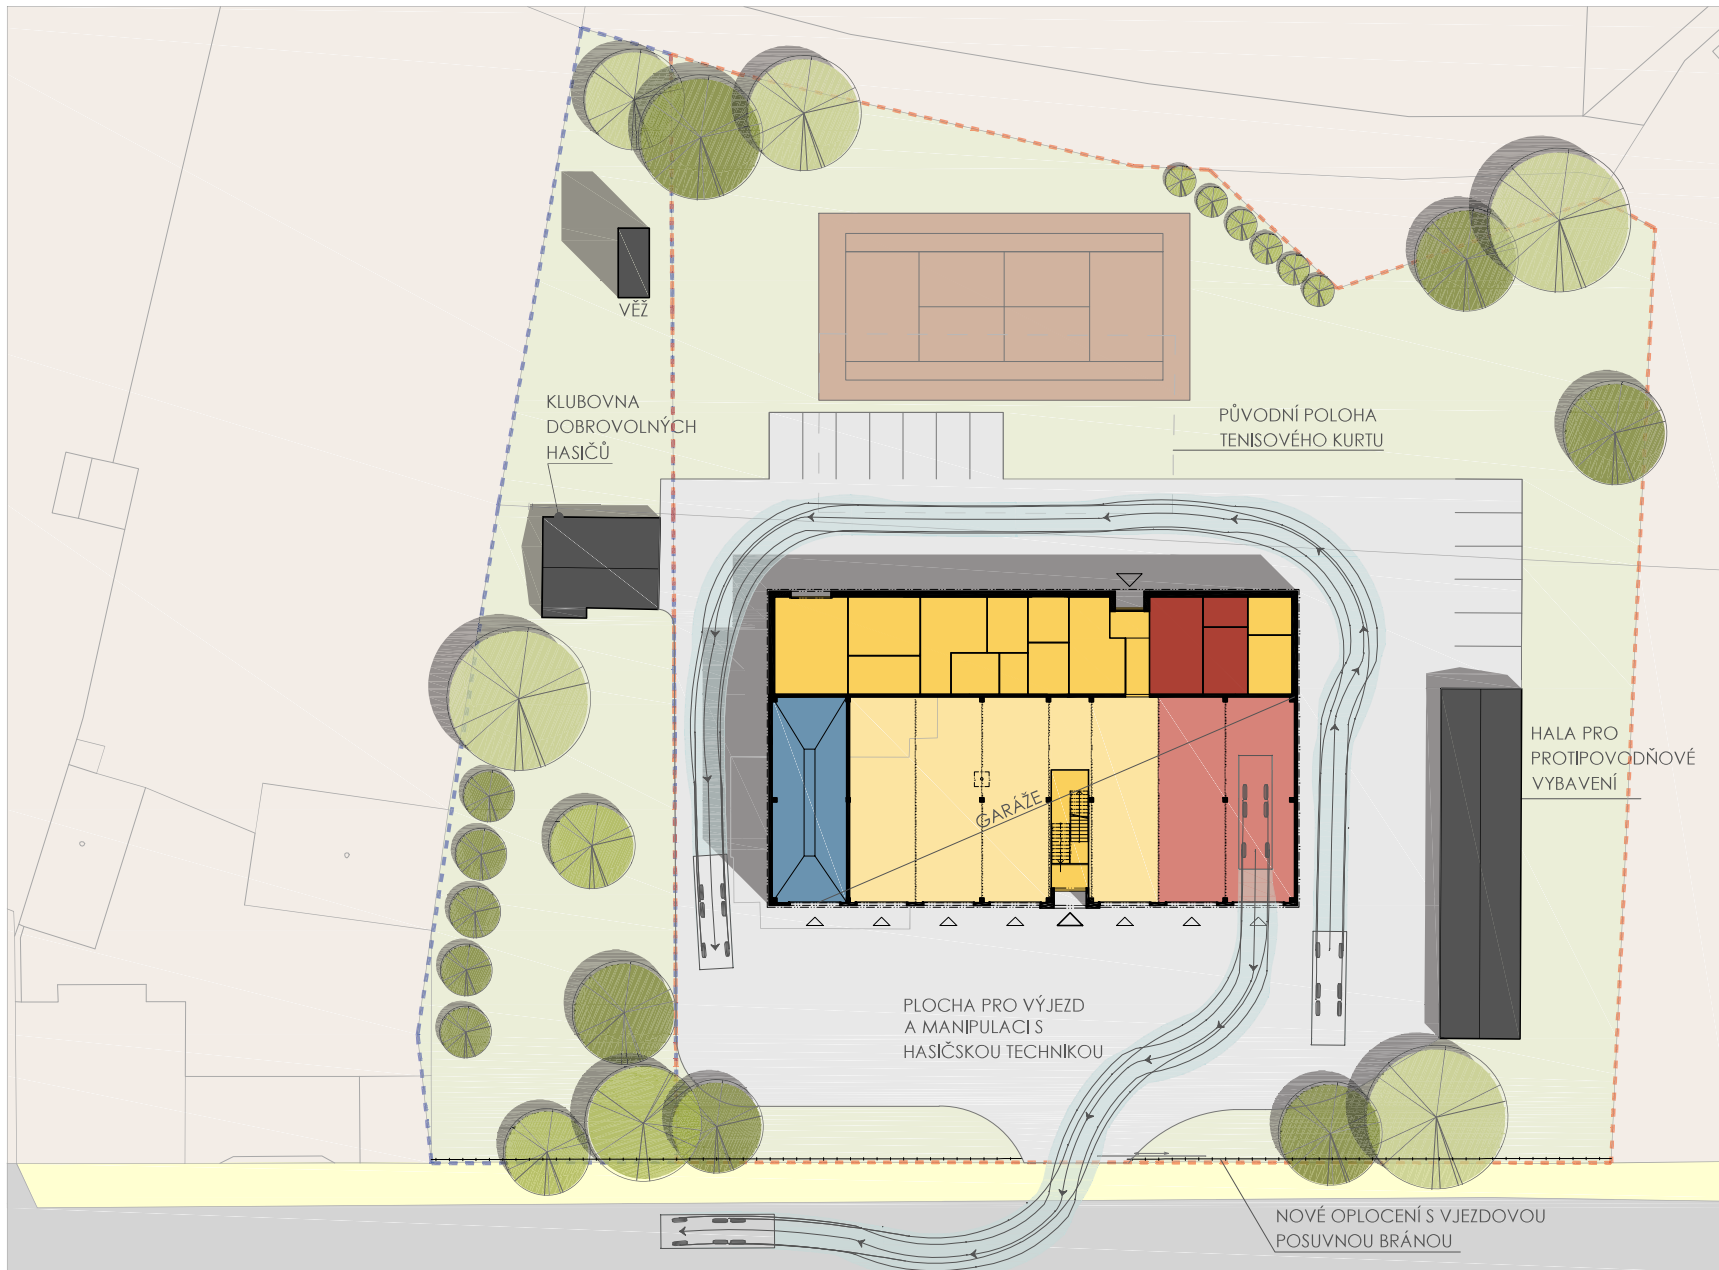 VĚŽ
KLUBOVNA
DOBROVOLNÝCH
HASIČŮ
PŮVODNÍ POLOHA
TENISOVÉHO KURTU
HALA PRO
PROTIPOVODŇOVÉ
VYBAVENÍ
GARÁŽE
PLOCHA PRO VÝJEZD
A MANIPULACI S
HASIČSKOU TECHNIKOU
NOVÉ OPLOCENÍ S VJEZDOVOU
POSUVNOU BRÁNOU